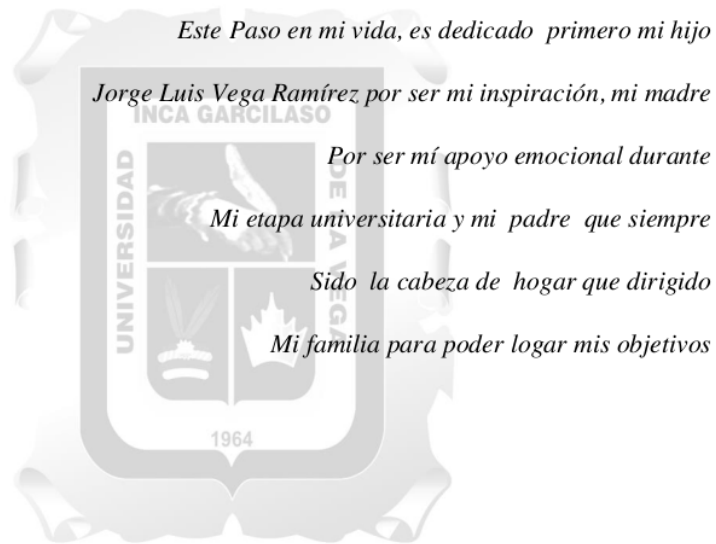 Este Paso en mi vida, es dedicado  primero mi hijo
Jorge Luis Vega Ramírez por ser mi inspiración, mi madre
INCA GARCILASO
Por ser mí apoyo emocional durante
UNIVERSIDAD
DE LA VEGA
Mi etapa universitaria y mi  padre  que siempre
Sido  la cabeza de  hogar que dirigido
Mi familia para poder logar mis objetivos
1964